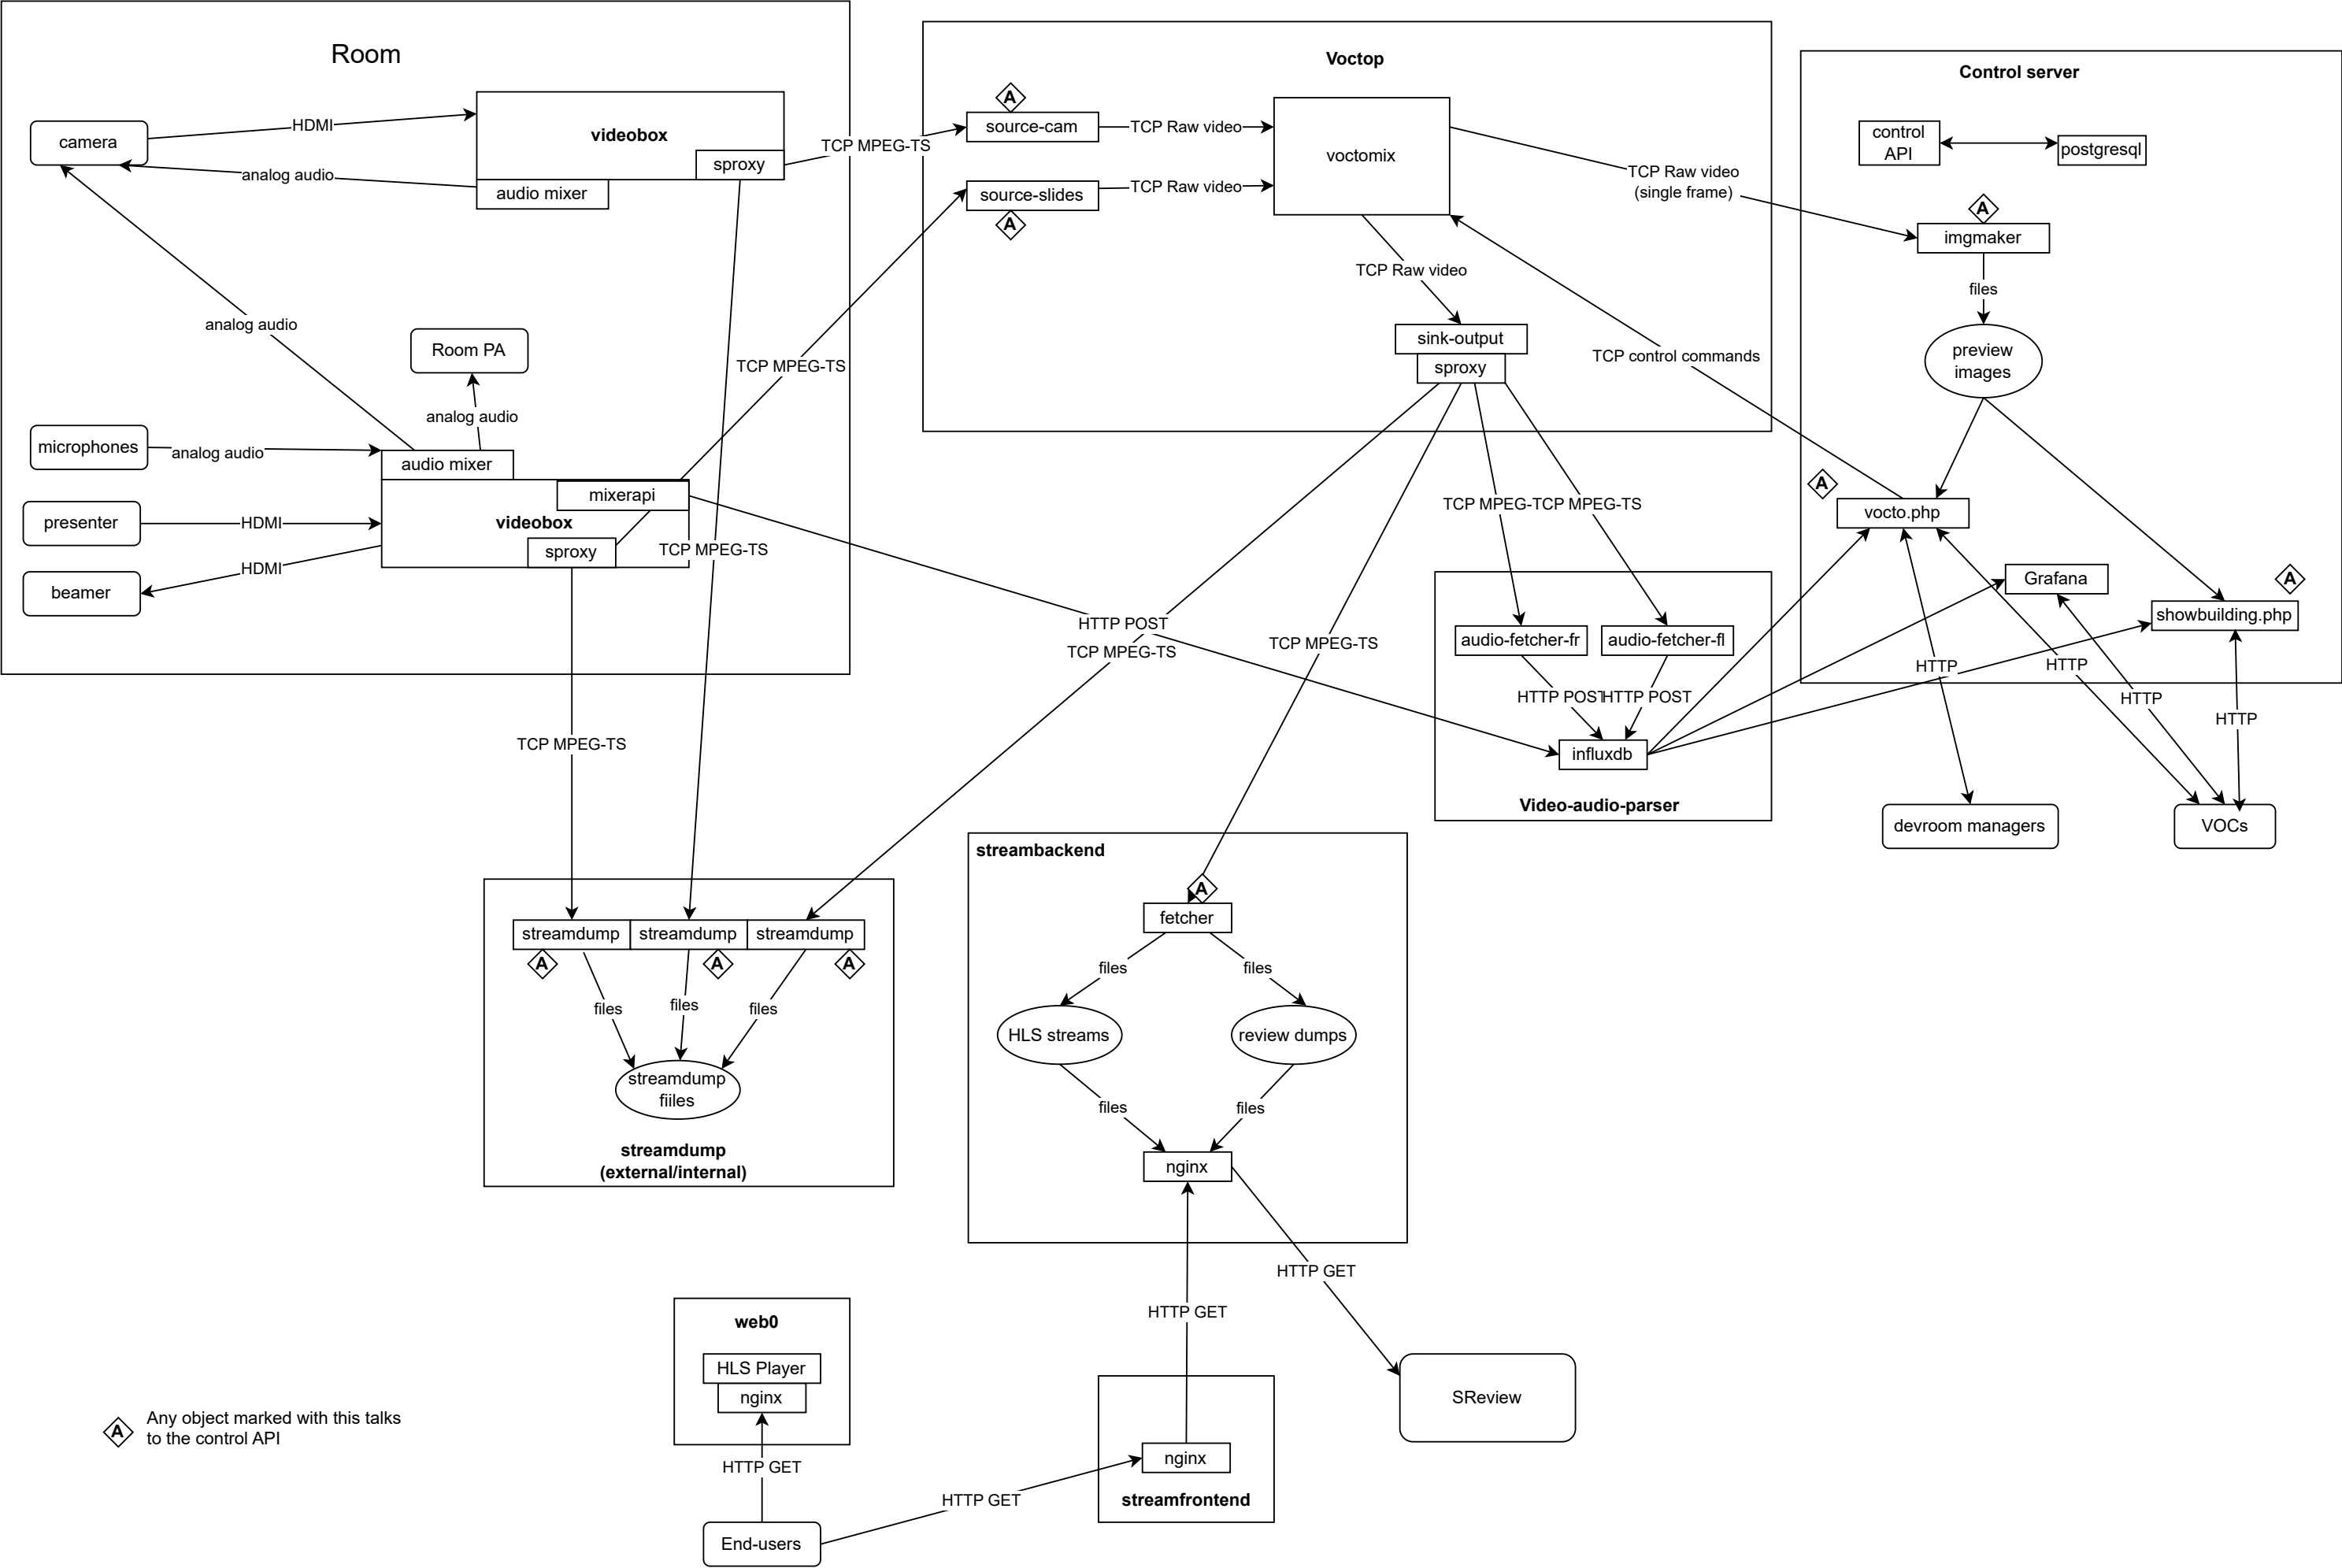 Room
camera
HDMI
videobox
sproxy
audio mixer
analog audio
analog audio
Room PA
analog audio
microphones
analog audio
audio mixer
mixerapi
presenter
HDMI
videobox
sproxy
beamer
HDMI
TCP MPEG-TS
TCP MPEG-TS
TCP MPEG-TS
TCP MPEG-TS
Voctop
A
source-cam
TCP Raw video
source-slides
A
TCP Raw video
voctomix
TCP Raw video
sink-output
sproxy
TCP Raw video
(single frame)
TCP control commands
Control server
control
API
postgresql
A
imgmaker
files
preview
images
A
vocto.php
Grafana
A
showbuilding.php
HTTP
HTTP
HTTP
HTTP
devroom managers
VOCs
HTTP POST
TCP MPEG-TS
TCP MPEG-TS
TCP MPEG-T
TCP MPEG-TS
audio-fetcher-fr
audio-fetcher-fl
HTTP POST
HTTP POST
influxdb
Video-audio-parser
streamdump
streamdump
streamdump
A
A
A
files
files
files
streamdump
fiiles
streamdump
(external/internal)
streambackend
A
fetcher
files
files
HLS streams
review dumps
files
files
nginx
HTTP GET
HTTP GET
SReview
web0
HLS Player
nginx
HTTP GET
End-users
HTTP GET
nginx
streamfrontend
A
Any object marked with this talks
to the control API